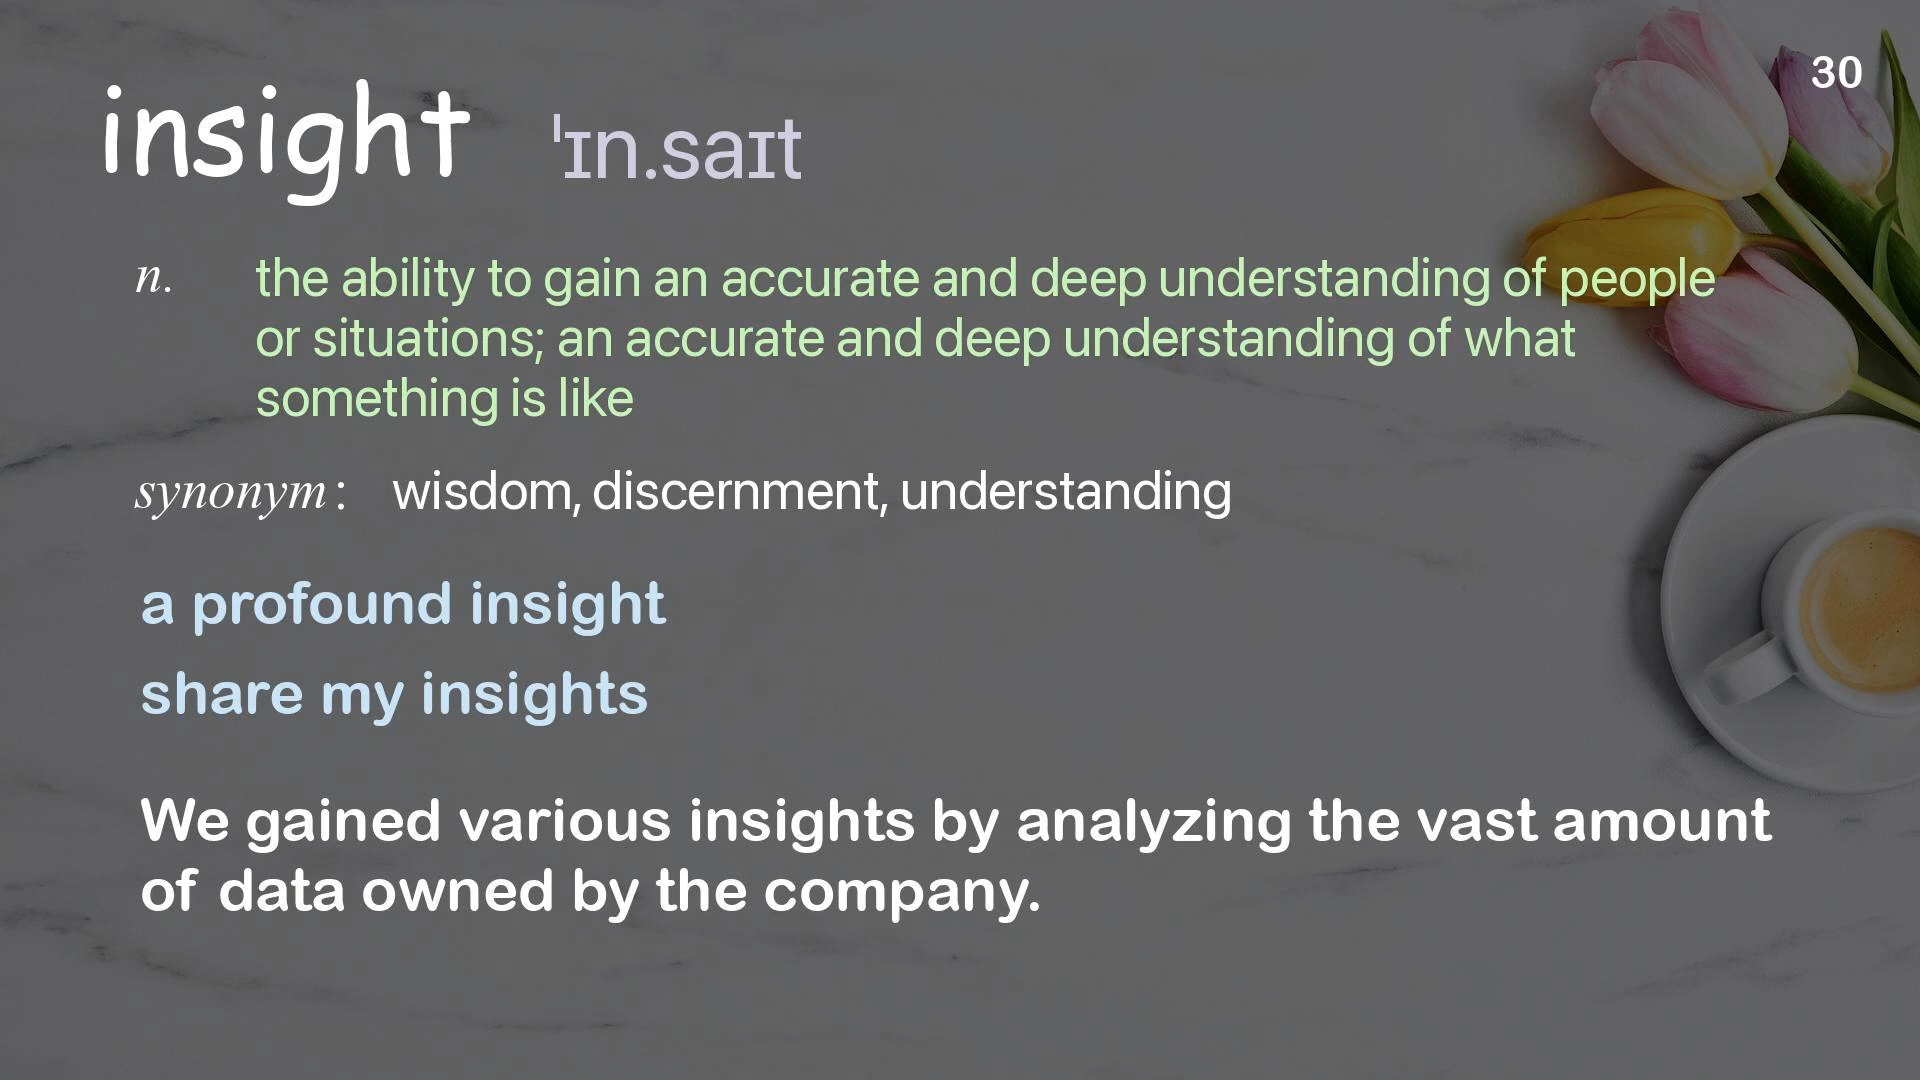 30
insight ˈɪn.saɪt
n. the ability to gain an accurate and deep understanding of people
or situations; an accurate and deep understanding of what
something is like
synonym: wisdom, discernment, understanding
a profound insight
share my insights
We gained various insights by analyzing the vast amount
of data owned by the company.